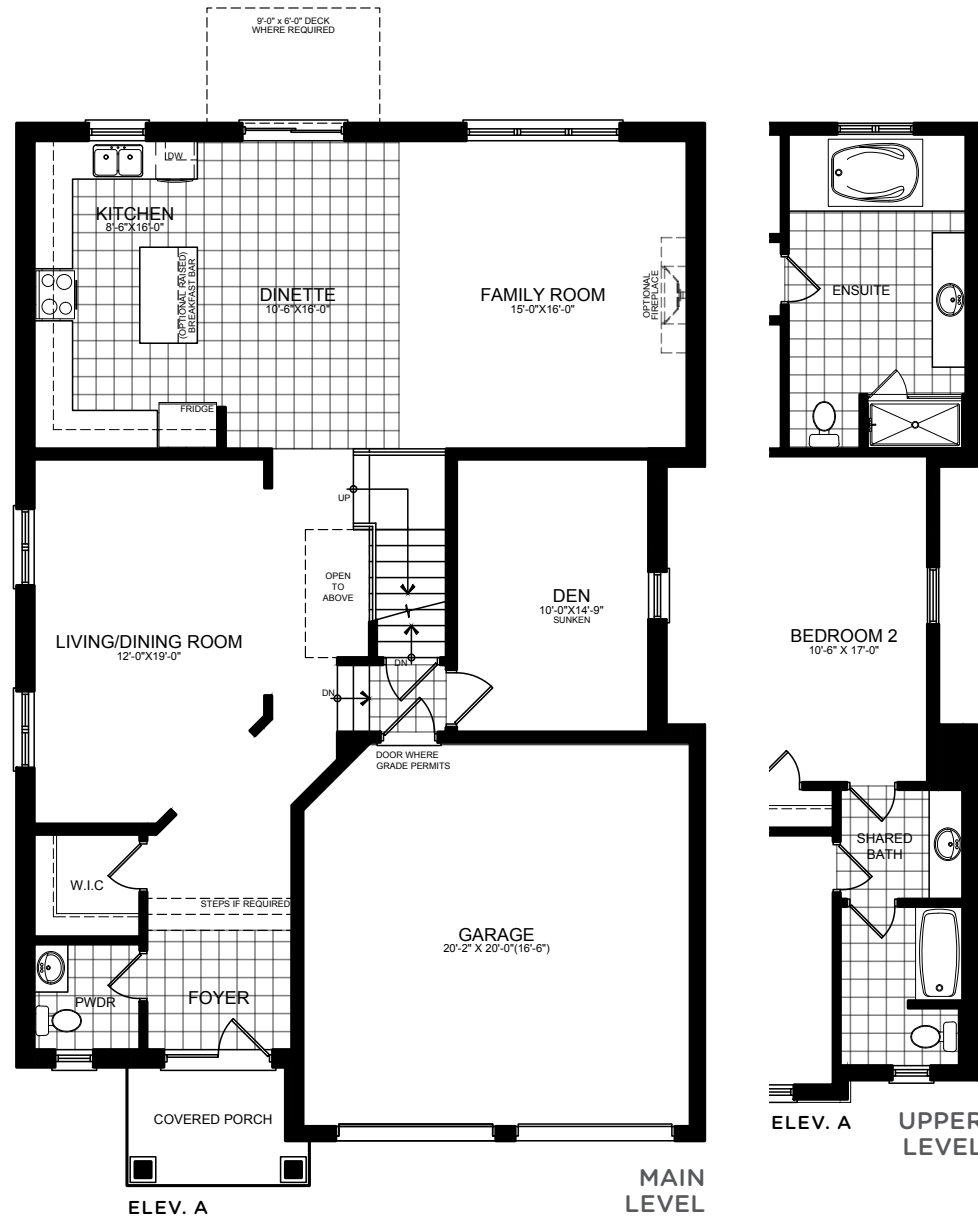 9'-0" x 6'-0" DECK
WHERE REQUIRED
DW
KITCHEN
8'-6"X16'-0"
(OPTIONAL RAISED)
BREAKFAST BAR
DINETTE
10'-6"X16'-0"
FAMILY ROOM
15'-0"X16'-0"
OPTIONAL
FIREPLACE
FRIDGE
UP
OPEN
TO
ABOVE
DEN
10'-0"X14'-9"
SUNKEN
LIVING/DINING ROOM
12'-0"X19'-0"
DN
DN
DOOR WHERE
GRADE PERMITS
W.I.C
STEPS IF REQUIRED
GARAGE
20'-2" X 20'-0"(16'-6")
PWDR
FOYER
COVERED PORCH
ELEV. A
MAIN
LEVEL
ENSUITE
BEDROOM 2
10'-6" X 17'-0"
SHARED
BATH
ELEV. A
UPPER
LEVEL